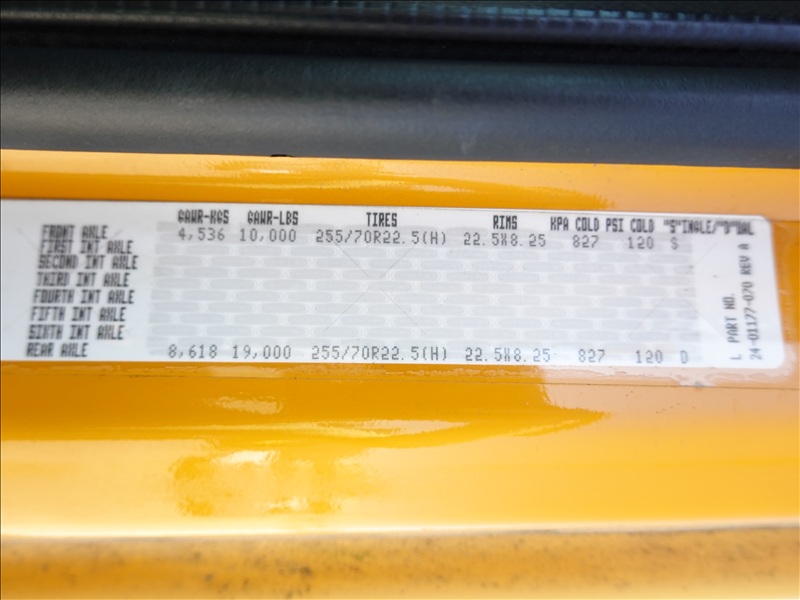 GAWR-KGS GAWR-LBS TIRES RIMS KPA COLD PSI COLD "S"INGLE/"D"UAL
FRONT AXLE 4,536 10,000 255/70R22.5(H) 22.5X8.25 827 120 S
FIRST INT AXLE
SECOND INT AXLE
THIRD INT AXLE
FOURTH INT AXLE
FIFTH INT AXLE
SIXTH INT AXLE
REAR AXLE 8,618 19,000 255/70R22.5(H) 22.5X8.25 827 120 D
L PART NO.
24-01177-070 REV A